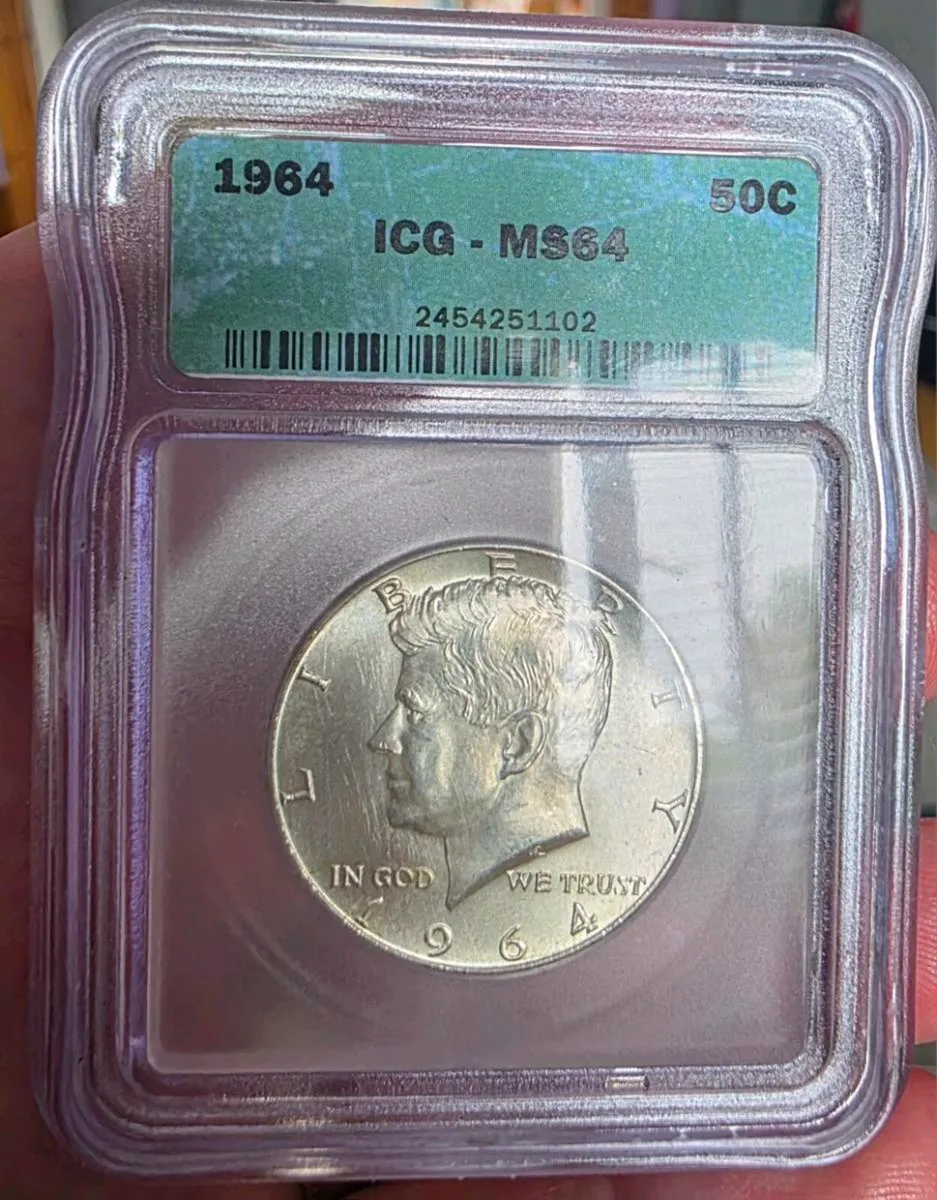 1964 50C
ICG - MS64
2454251102
LIBERTY
IN GOD WE TRUST
1964